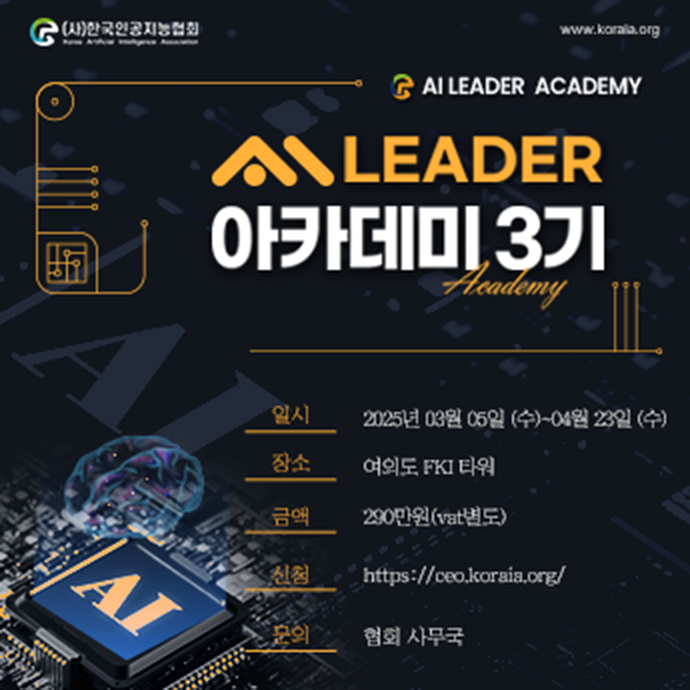 (사)한국인공지능협회
Korea Artificial Intelligence Association
www.koraia.org
AI LEADER ACADEMY
AI LEADER
아카데미 3기
Academy
일시 2025년 03월 05일 (수)~04월 23일 (수)
장소 여의도 FKI 타워
금액 290만원(vat별도)
신청 https://ceo.koraia.org/
문의 협회 사무국
AI
AI